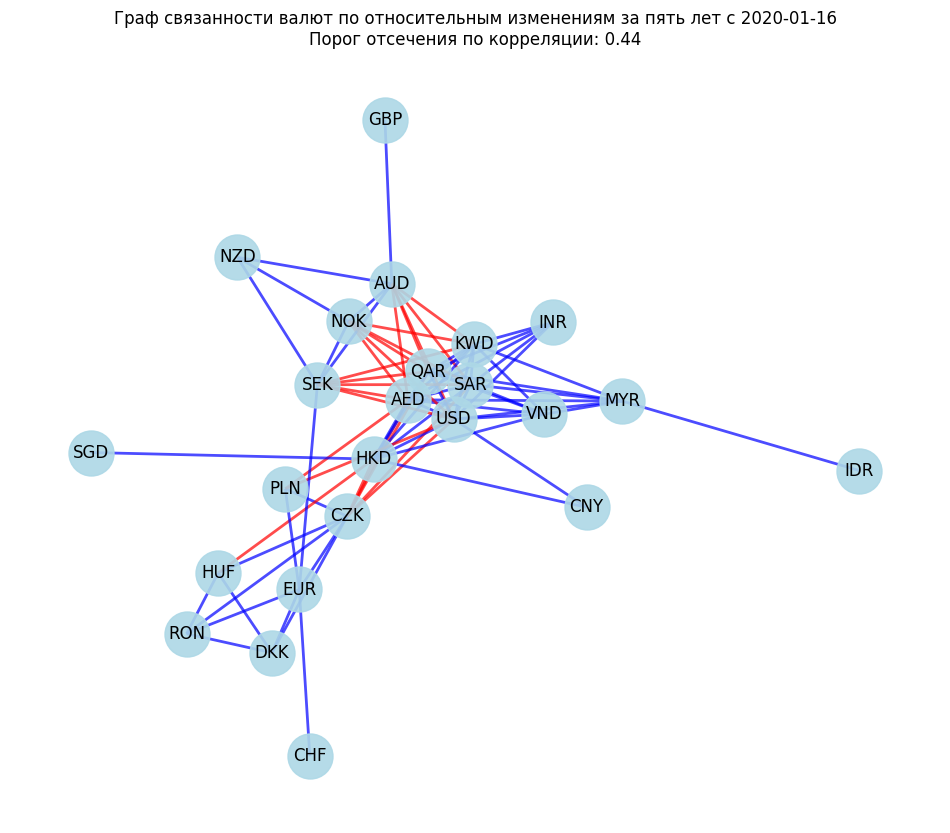 Граф связанности валют по относительным изменениям за пять лет с 2020-01-16
Порог отсечения по корреляции: 0.44
GBP
NZD
AUD
NOK
INR
KWD
QAR
SEK
SAR
AED
MYR
VND
USD
SGD
HKD
IDR
PLN
CNY
CZK
HUF
EUR
RON
DKK
CHF